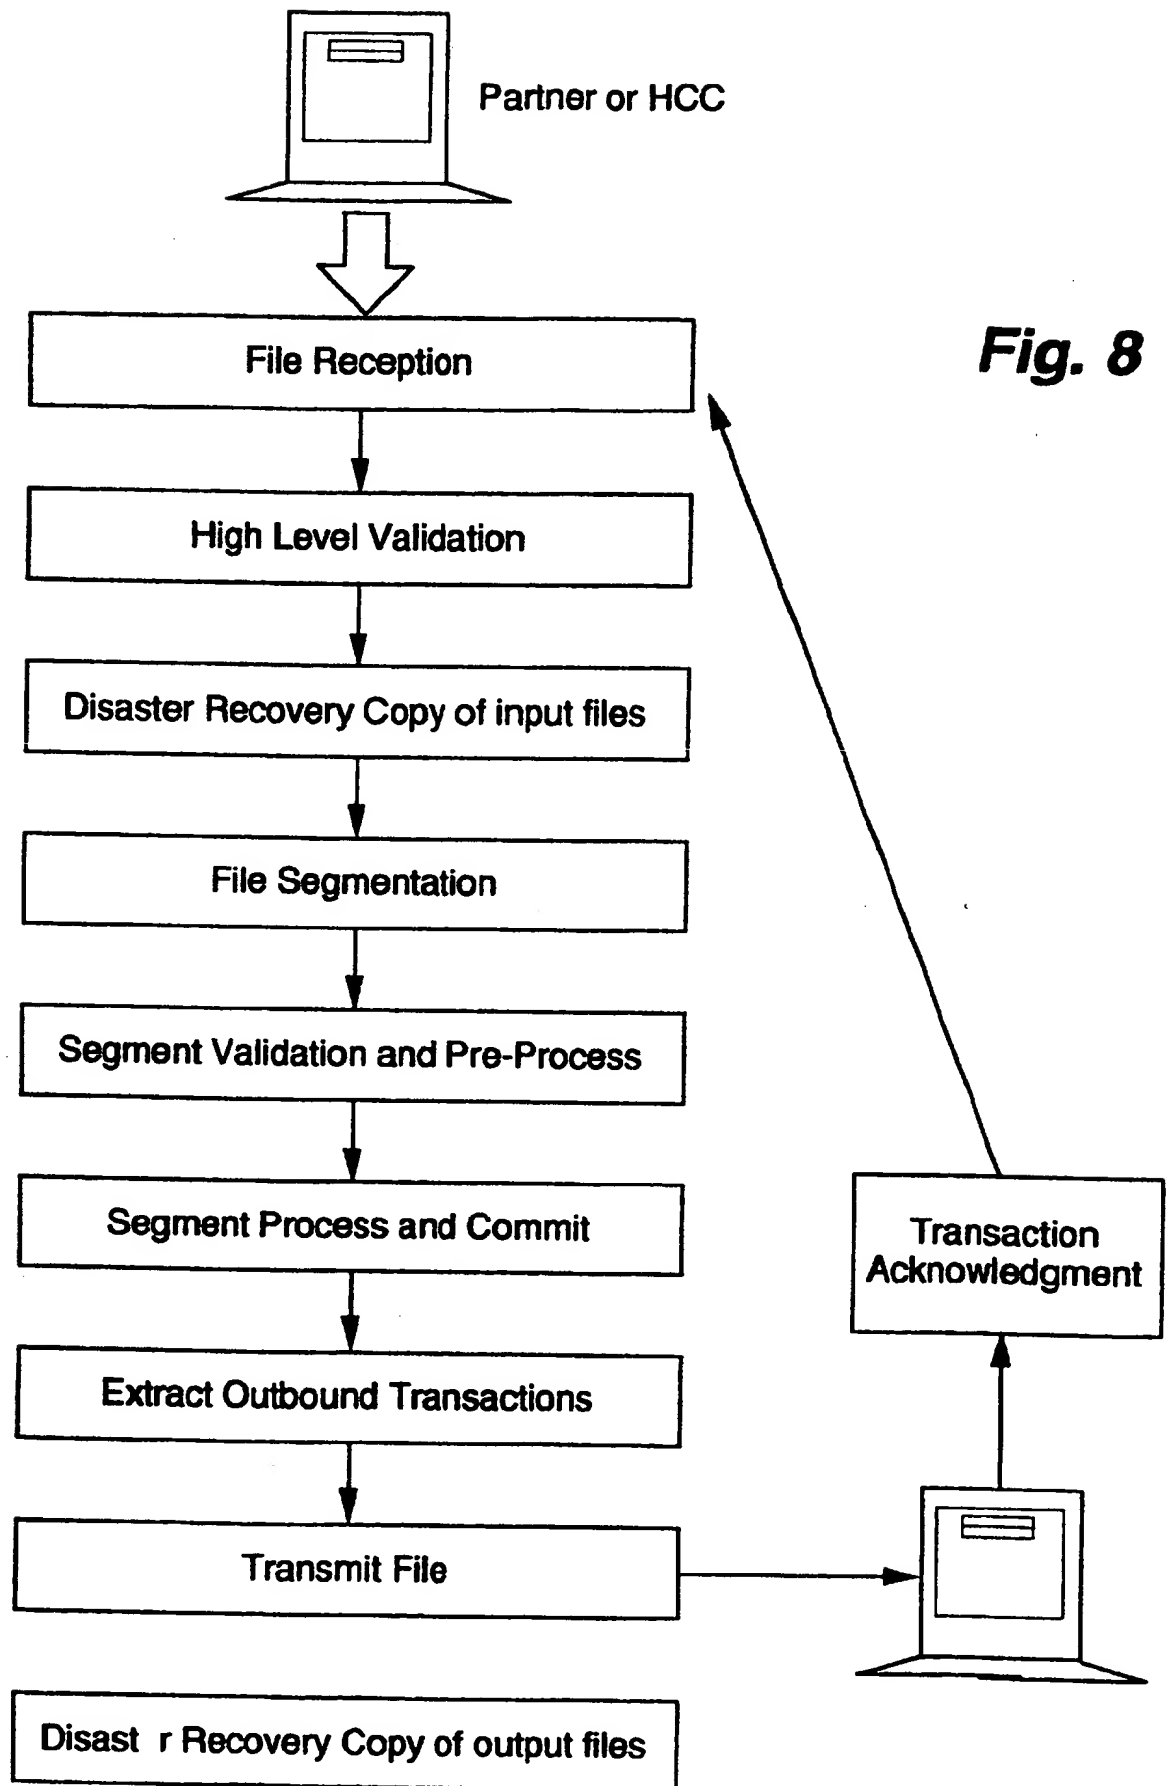 Partner or HCC
Fig. 8
File Reception
High Level Validation
Disaster Recovery Copy of input files
File Segmentation
Segment Validation and Pre-Process
Segment Process and Commit
Transaction
Acknowledgment
Extract Outbound Transactions
Transmit File
Disast r Recovery Copy of output files